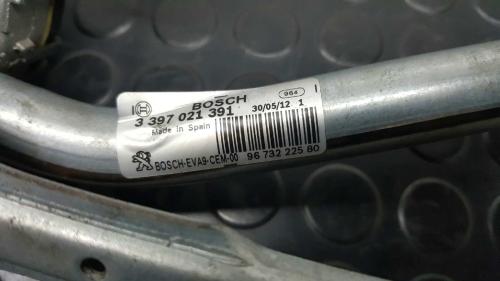 BOSCH
964
3 397 021 391
30/05/12 1
Made in Spain
BOSCH-EVA9-CEM-00 96 732 225 80